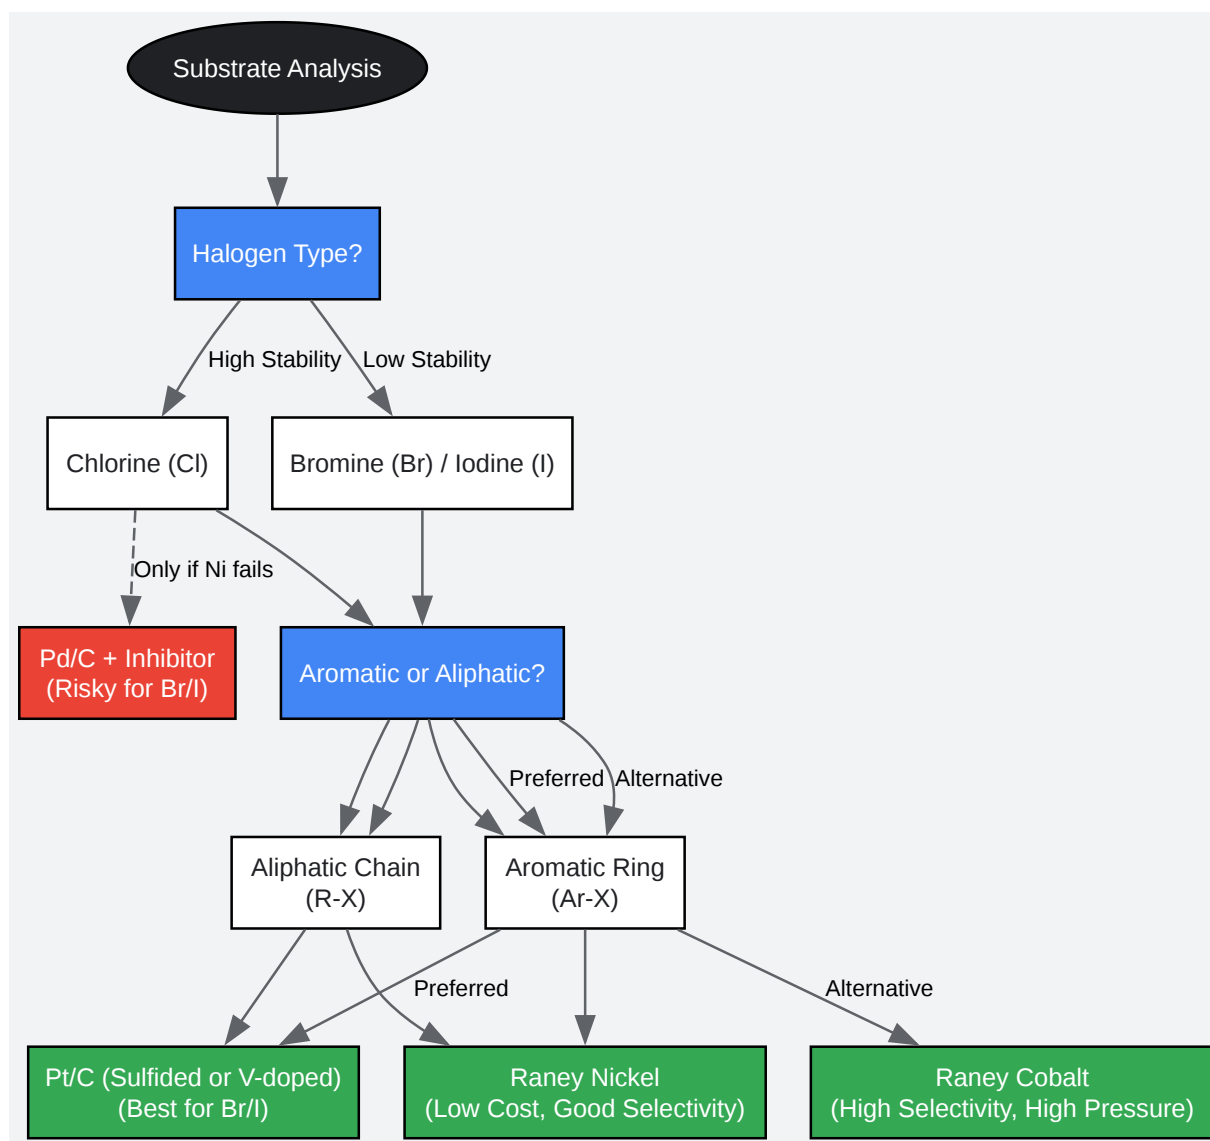 Substrate Analysis
Halogen Type?
High Stability
Low Stability
Chlorine (Cl)
Bromine (Br) / Iodine (I)
Only if Ni fails
Pd/C + Inhibitor
(Risky for Br/I)
Aromatic or Aliphatic?
Preferred
Alternative
Aliphatic Chain
(R-X)
Aromatic Ring
(Ar-X)
Preferred
Alternative
Pt/C (Sulfided or V-doped)
(Best for Br/I)
Raney Nickel
(Low Cost, Good Selectivity)
Raney Cobalt
(High Selectivity, High Pressure)